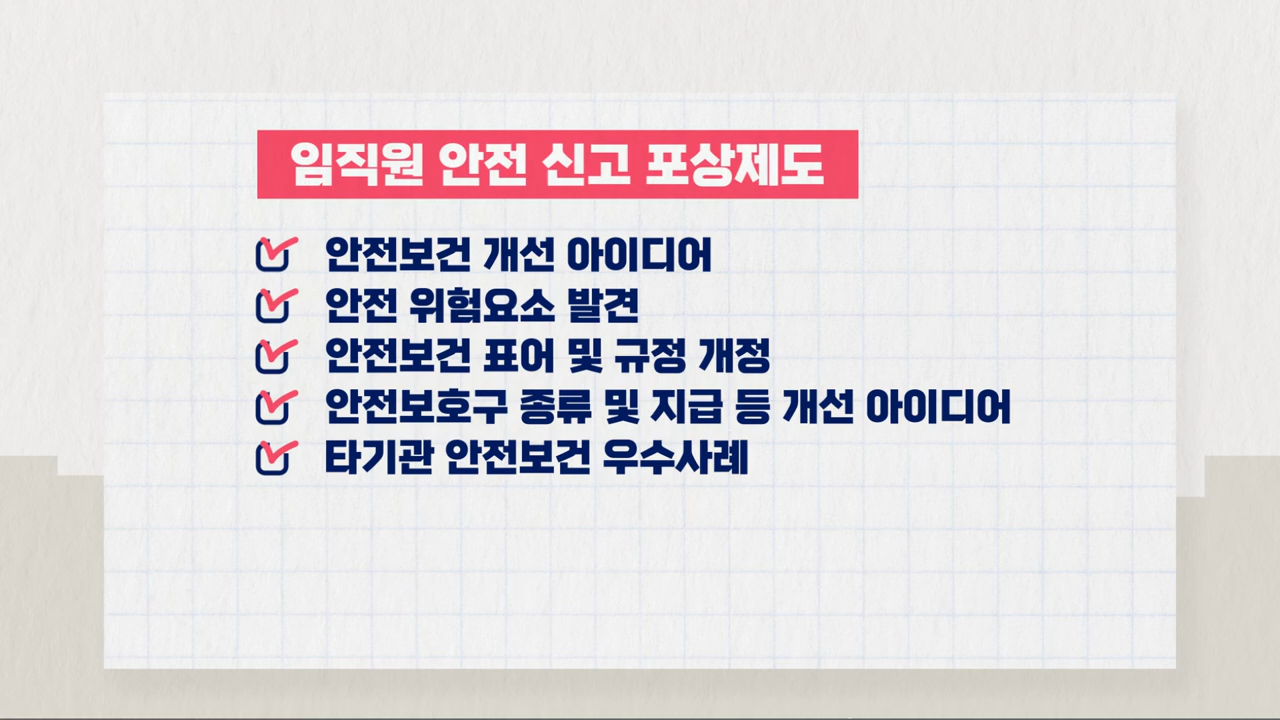 임직원 안전 신고 포상제도
안전보건 개선 아이디어
안전 위험요소 발견
안전보건 표어 및 규정 개정
안전보호구 종류 및 지급 등 개선 아이디어
타기관 안전보건 우수사례